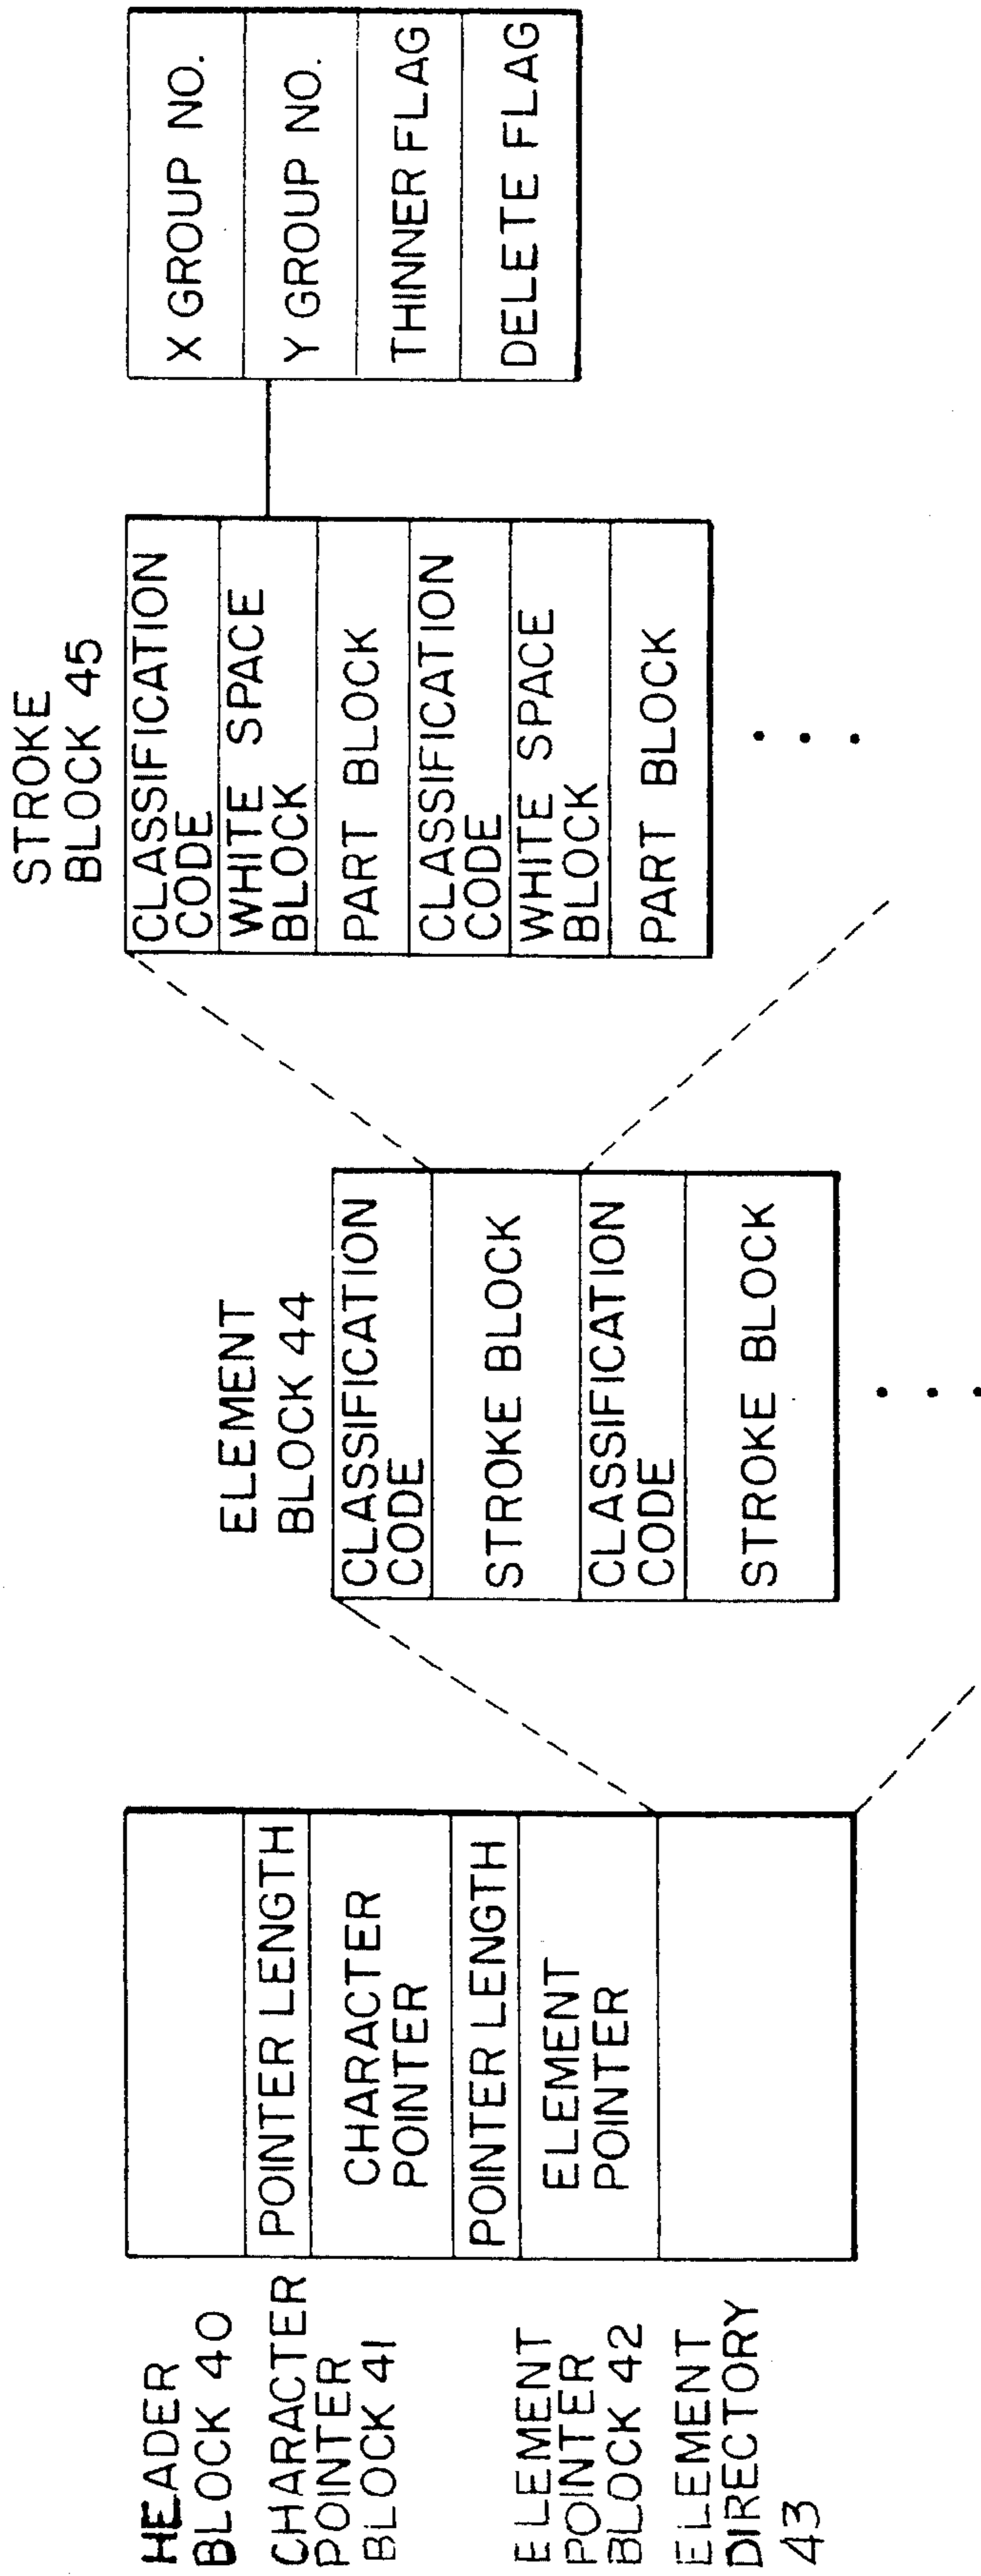 HEADER
BLOCK 40
CHARACTER
POINTER
BLOCK 41
ELEMENT
POINTER
BLOCK 42
ELEMENT
DIRECTORY
43
POINTER LENGTH
CHARACTER
POINTER
POINTER LENGTH
ELEMENT
POINTER
ELEMENT
BLOCK 44
CLASSIFICATION
CODE
STROKE BLOCK
CLASSIFICATION
CODE
STROKE BLOCK
STROKE
BLOCK 45
CLASSIFICATION
CODE
WHITE SPACE
BLOCK
PART BLOCK
CLASSIFICATION
CODE
WHITE SPACE
BLOCK
PART BLOCK
X GROUP NO.
Y GROUP NO.
THINNER FLAG
DELETE FLAG